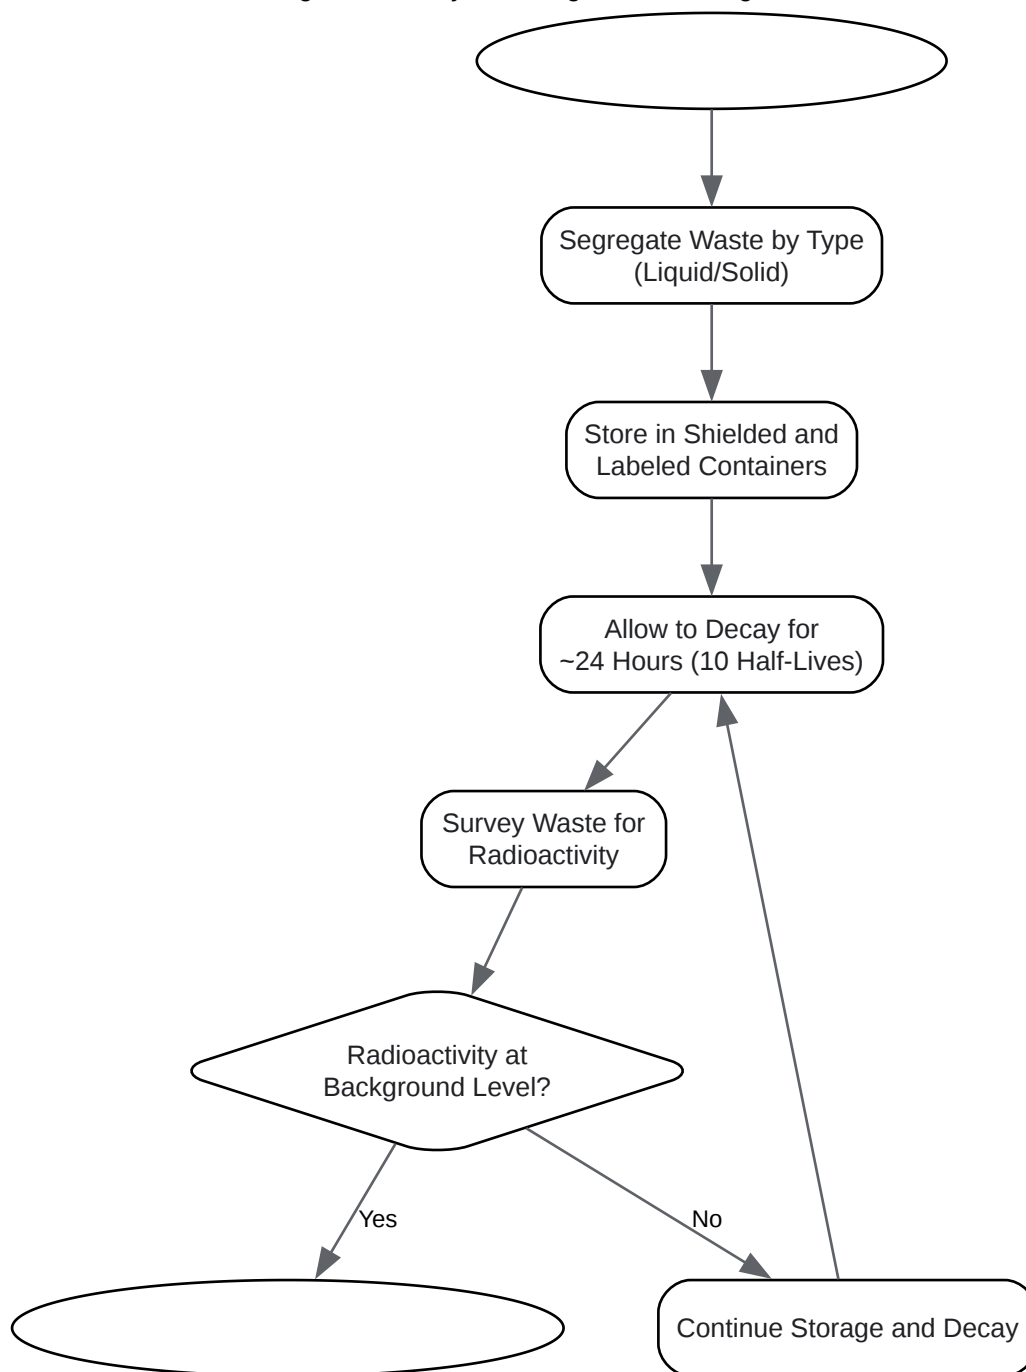 Segregate Waste by Type
(Liquid/Solid)
Store in Shielded and
Labeled Containers
Allow to Decay for
~24 Hours (10 Half-Lives)
Survey Waste for
Radioactivity
Radioactivity at
Background Level?
Yes
No
Continue Storage and Decay